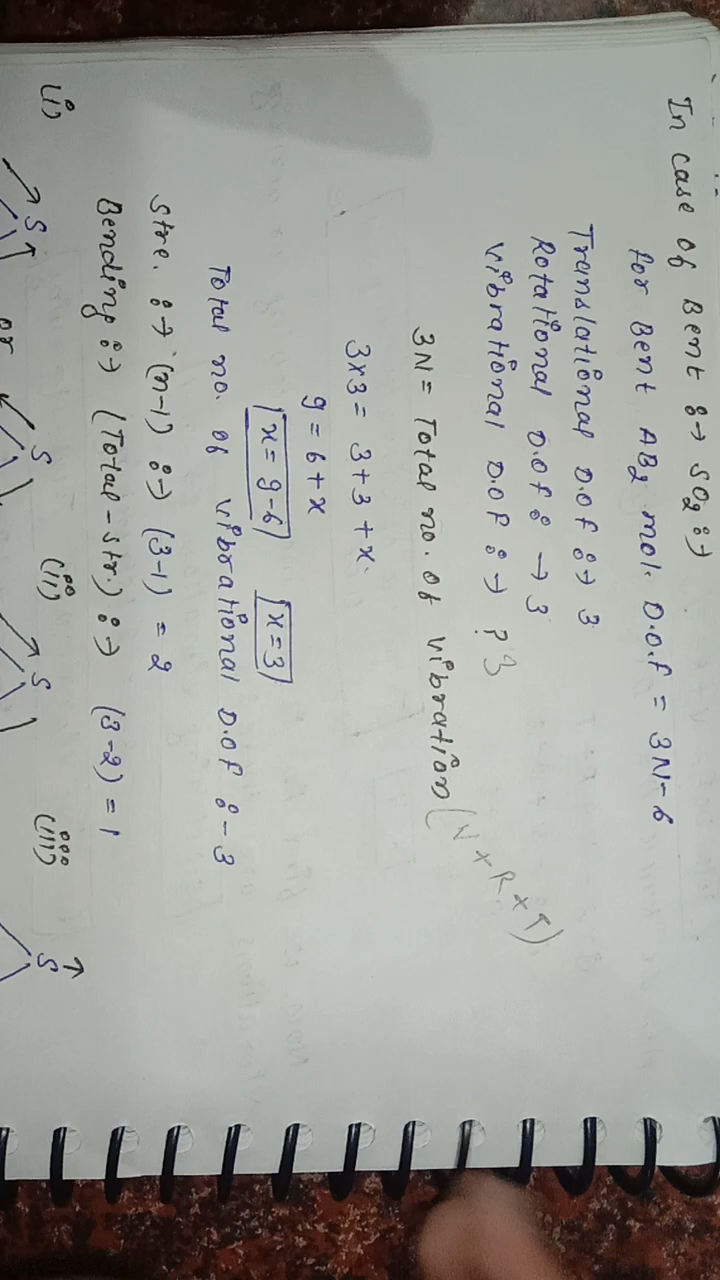 In case of Bent :→ SO2 :→
for Bent AB2 mol. D.O.f = 3N-6
Translational D.O.f :→ 3
Rotational D.O.f : → 3
Vibrational D.O.f :→ ? 3
3N = Total no. of vibration (V x R x T)
3x3 = 3+3+x.
9 = 6+x
x = 9-6 x = 3
Total no. of vibrational D.O.f :- 3
Stre. :→ (n-1) :→ (3-1) = 2
Bending :→ (Total - str.) :→ (3-2) = 1
(i) (ii) (iii)
S or S S S